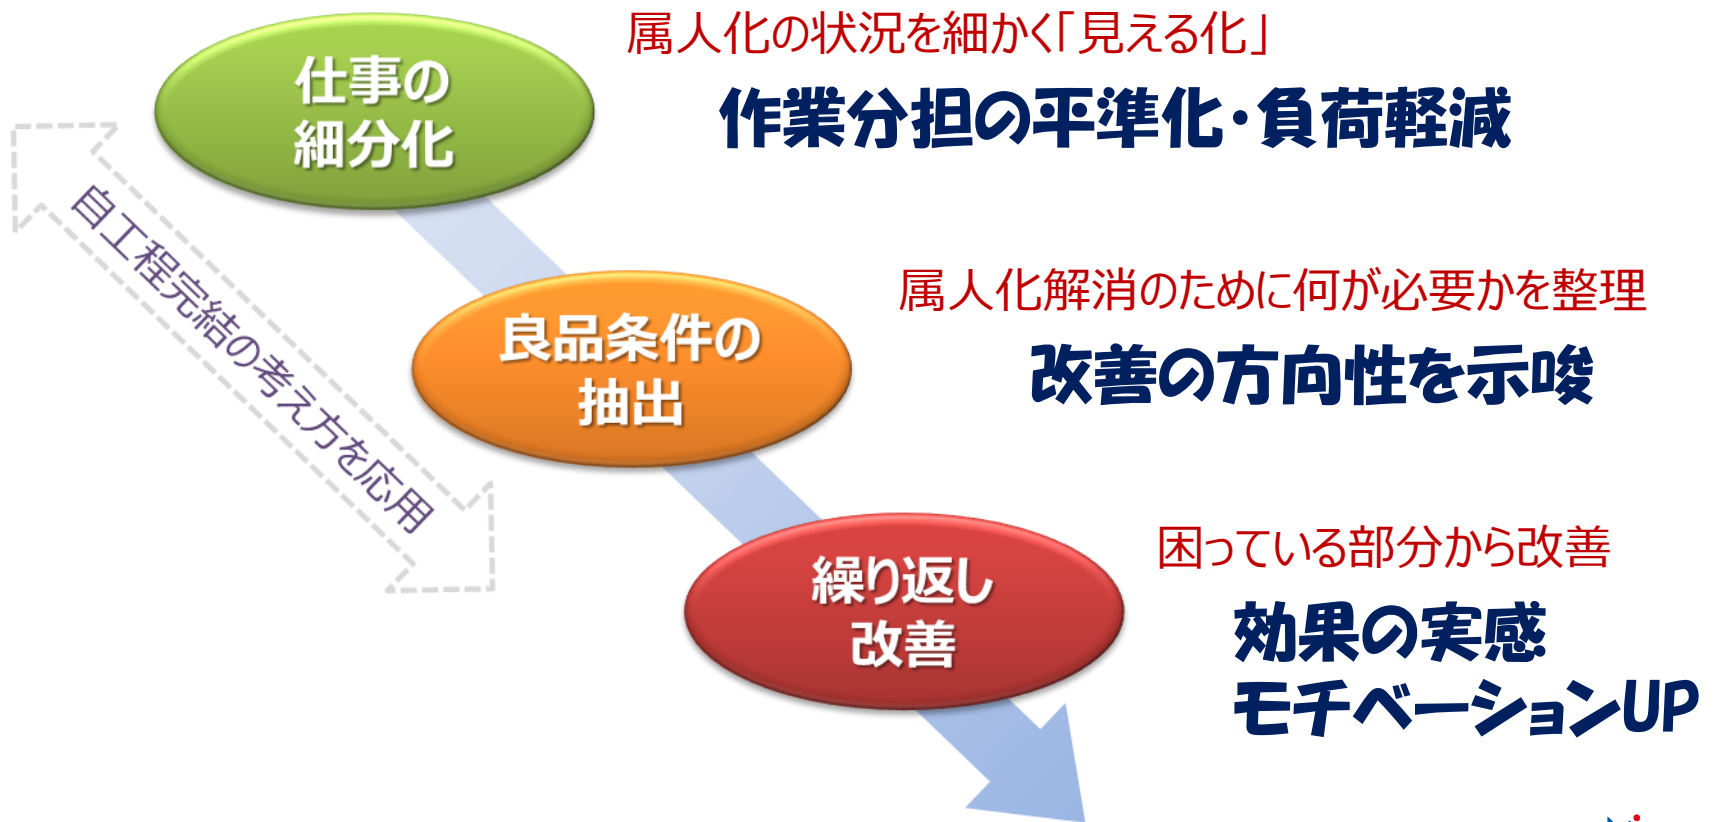 属人化の状況を細かく「見える化」
仕事の
細分化
作業分担の平準化・負荷軽減
自工程完結の考え方を応用
属人化解消のために何が必要かを整理
良品条件の
抽出
改善の方向性を示唆
困っている部分から改善
繰り返し
改善
効果の実感
モチベーションUP